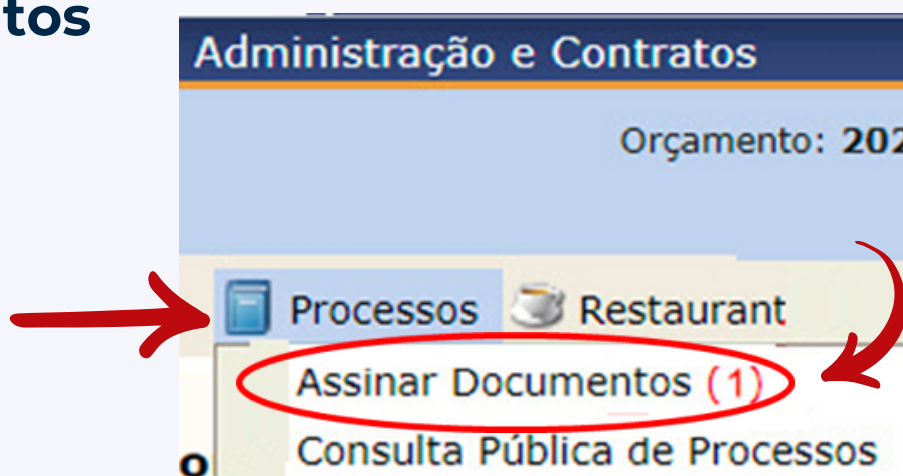 tos
Administração e Contratos
Orçamento: 202
Processos Restaurant
Assinar Documentos (1)
Consulta Pública de Processos
o